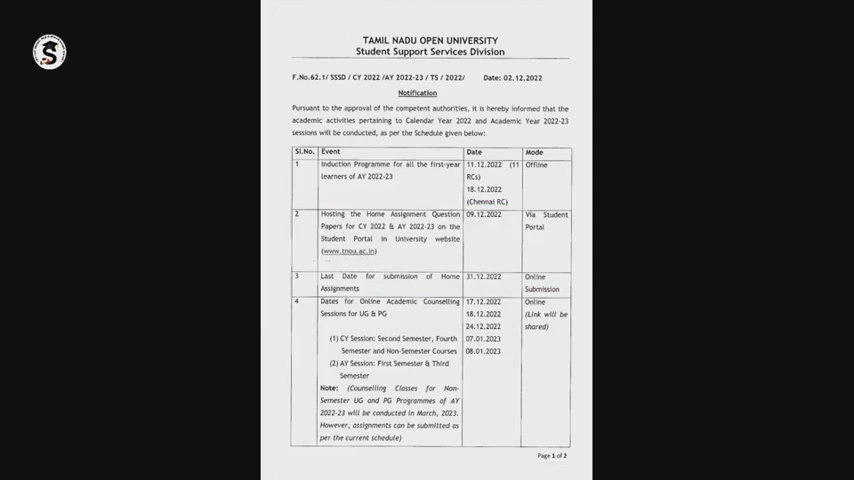 TAMIL NADU OPEN UNIVERSITY
Student Support Services Division
F.No.62.1/ SSSD / CY 2022 /AY 2022-23 / TS / 2022/ Date: 02.12.2022
Notification
Pursuant to the approval of the competent authorities, it is hereby informed that the
academic activities pertaining to Calendar Year 2022 and Academic Year 2022-23
sessions will be conducted, as per the Schedule given below:
Sl.No. Event Date Mode
1 Induction Programme for all the first-year 11.12.2022 (11 Offline
learners of AY 2022-23 RCs)
18.12.2022
(Chennai RC)
2 Hosting the Home Assignment Question 09.12.2022 Via Student
Papers for CY 2022 & AY 2022-23 on the Portal
Student Portal in University website
(www.tnou.ac.in)
3 Last Date for submission of Home 31.12.2022 Online
Assignments Submission
4 Dates for Online Academic Counselling 17.12.2022 Online
Sessions for UG & PG 18.12.2022 (Link will be
24.12.2022 shared)
(1) CY Session: Second Semester, Fourth 07.01.2023
Semester and Non-Semester Courses 08.01.2023
(2) AY Session: First Semester & Third
Semester
Note: (Counselling Classes for Non-
Semester UG and PG Programmes of AY
2022-23 will be conducted in March, 2023.
However, assignments can be submitted as
per the current schedule)
Page 1 of 2
S